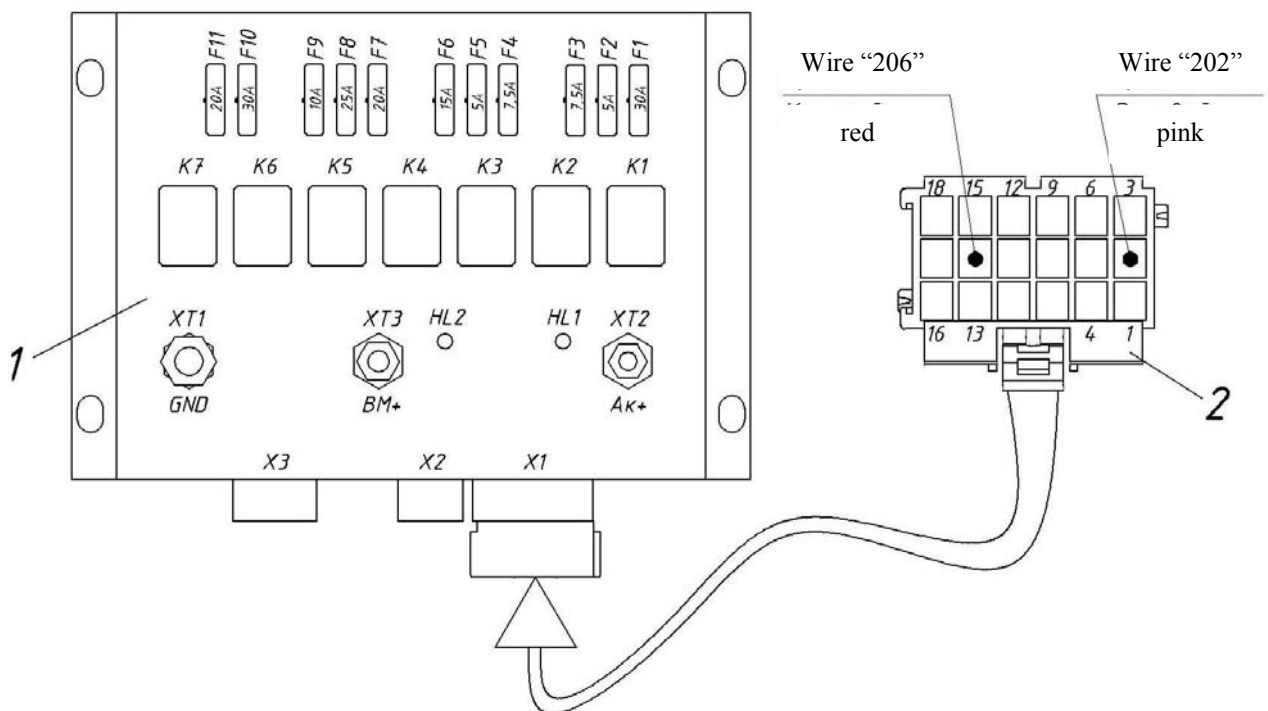 F11 F10 F9 F8 F7 F6 F5 F4 F3 F2 F1
20A 30A 10A 25A 20A 15A 5A 7,5A 7,5A 5A 30A
K7 K6 K5 K4 K3 K2 K1
XT1 XT3 HL2 HL1 XT2
GND BM+ Aк+
X3 X2 X1
1
Wire “206” Wire “202”
red pink
18 15 12 9 6 3
16 13 4 1
2